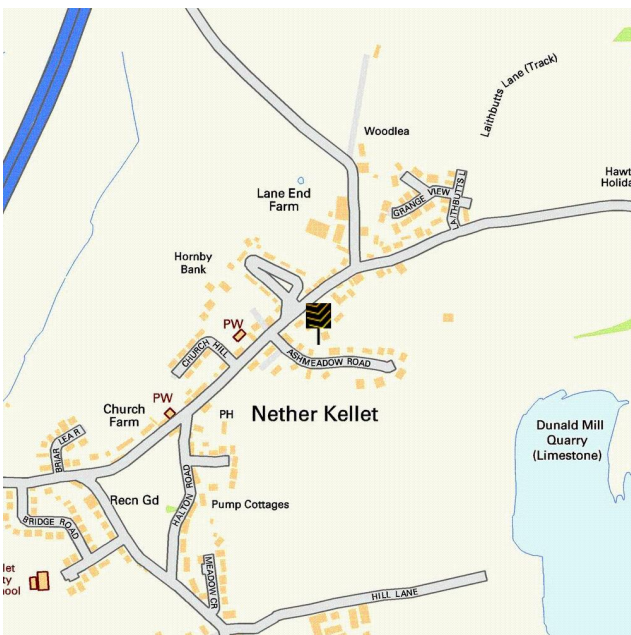 Laithbutts Lane (Track)
Woodlea
Hawt
Holida
GRANGE VIEW
LAITHBUTTS L
Lane End
Farm
Hornby
Bank
PW
CHURCH HILL
ASHMEADOW ROAD
PW
Church
Farm
PH
Nether Kellet
Dunald Mill
Quarry
(Limestone)
BRIAR LEA R
HALTON ROAD
Recn Gd
Pump Cottages
BRIDGE ROAD
llet
ty
hool
MEADOW CR
HILL LANE